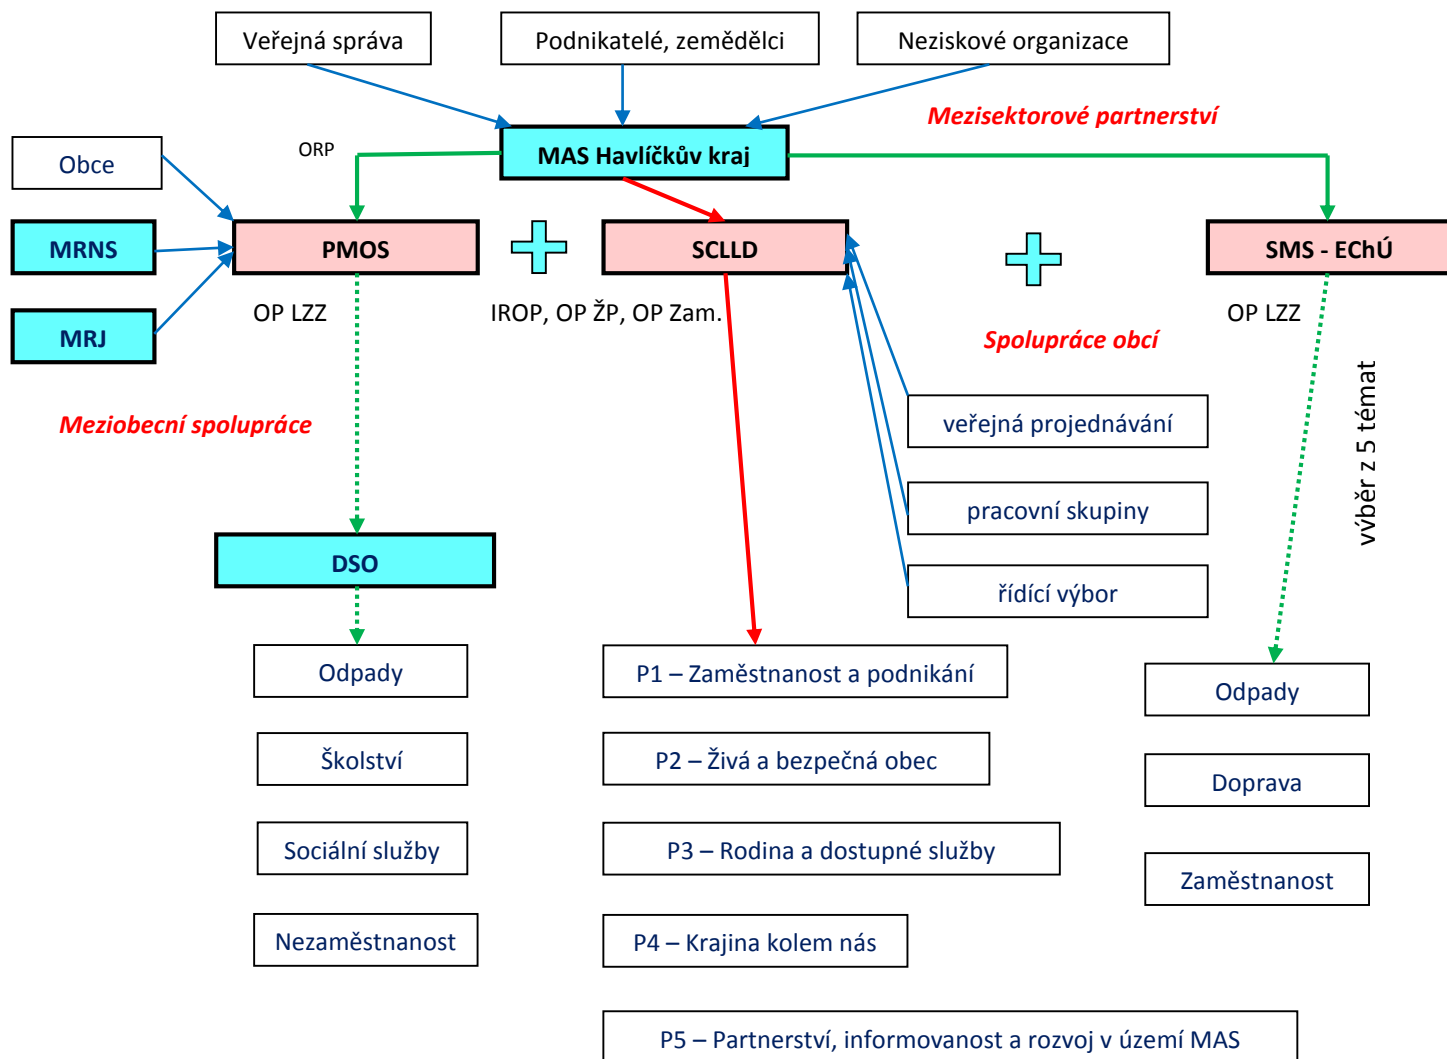 Veřejná správa
Podnikatelé, zemědělci
Neziskové organizace
Mezisektorové partnerství
MAS Havlíčkův kraj
ORP
Obce
MRNS
PMOS
SCLLD
SMS - EChÚ
MRJ
OP LZZ
IROP, OP ŽP, OP Zam.
OP LZZ
Spolupráce obcí
Meziobecní spolupráce
veřejná projednávání
výběr z 5 témat
pracovní skupiny
DSO
řídící výbor
Odpady
P1 – Zaměstnanost a podnikání
Odpady
Školství
P2 – Živá a bezpečná obec
Doprava
Sociální služby
P3 – Rodina a dostupné služby
Zaměstnanost
Nezaměstnanost
P4 – Krajina kolem nás
P5 – Partnerství, informovanost a rozvoj v území MAS